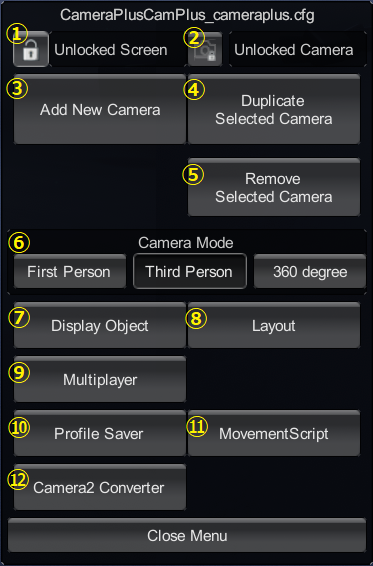 CameraPlusCamPlus_cameraplus.cfg
① Unlocked Screen ② Unlocked Camera
③ Add New Camera ④ Duplicate
Selected Camera
⑤ Remove
Selected Camera
⑥ Camera Mode
First Person Third Person 360 degree
⑦ Display Object ⑧ Layout
⑨ Multiplayer
⑩ Profile Saver ⑪ MovementScript
⑫ Camera2 Converter
Close Menu